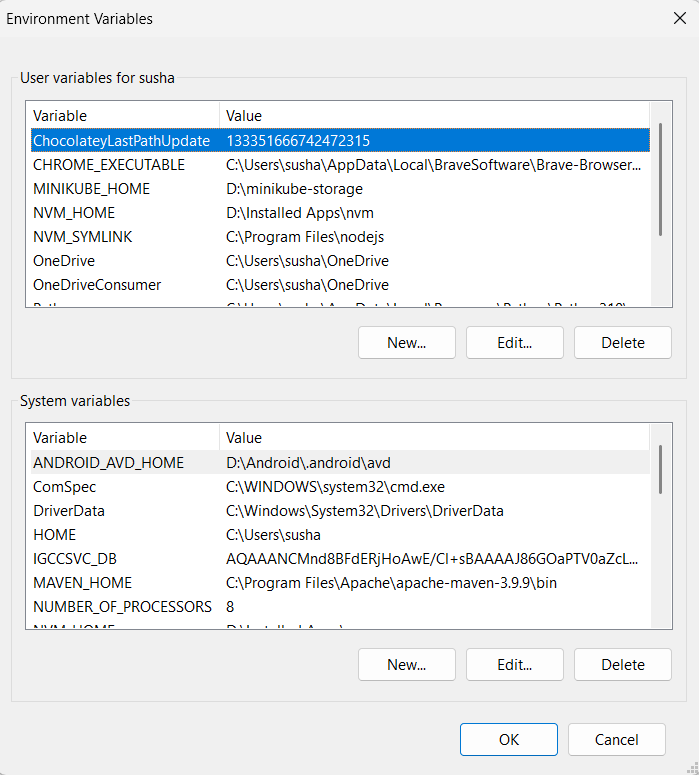 Environment Variables
User variables for susha
Variable Value
ChocolateyLastPathUpdate 133351666742472315
CHROME_EXECUTABLE C:\Users\susha\AppData\Local\BraveSoftware\Brave-Browser...
MINIKUBE_HOME D:\minikube-storage
NVM_HOME D:\Installed Apps\nvm
NVM_SYMLINK C:\Program Files\nodejs
OneDrive C:\Users\susha\OneDrive
OneDriveConsumer C:\Users\susha\OneDrive
New... Edit... Delete
System variables
Variable Value
ANDROID_AVD_HOME D:\Android\.android\avd
ComSpec C:\WINDOWS\system32\cmd.exe
DriverData C:\Windows\System32\Drivers\DriverData
HOME C:\Users\susha
IGCCSVC_DB AQAAANCMnd8BFdERjHoAwE/Cl+sBAAAAJ86GOaPTV0aZcL...
MAVEN_HOME C:\Program Files\Apache\apache-maven-3.9.9\bin
NUMBER_OF_PROCESSORS 8
New... Edit... Delete
OK Cancel